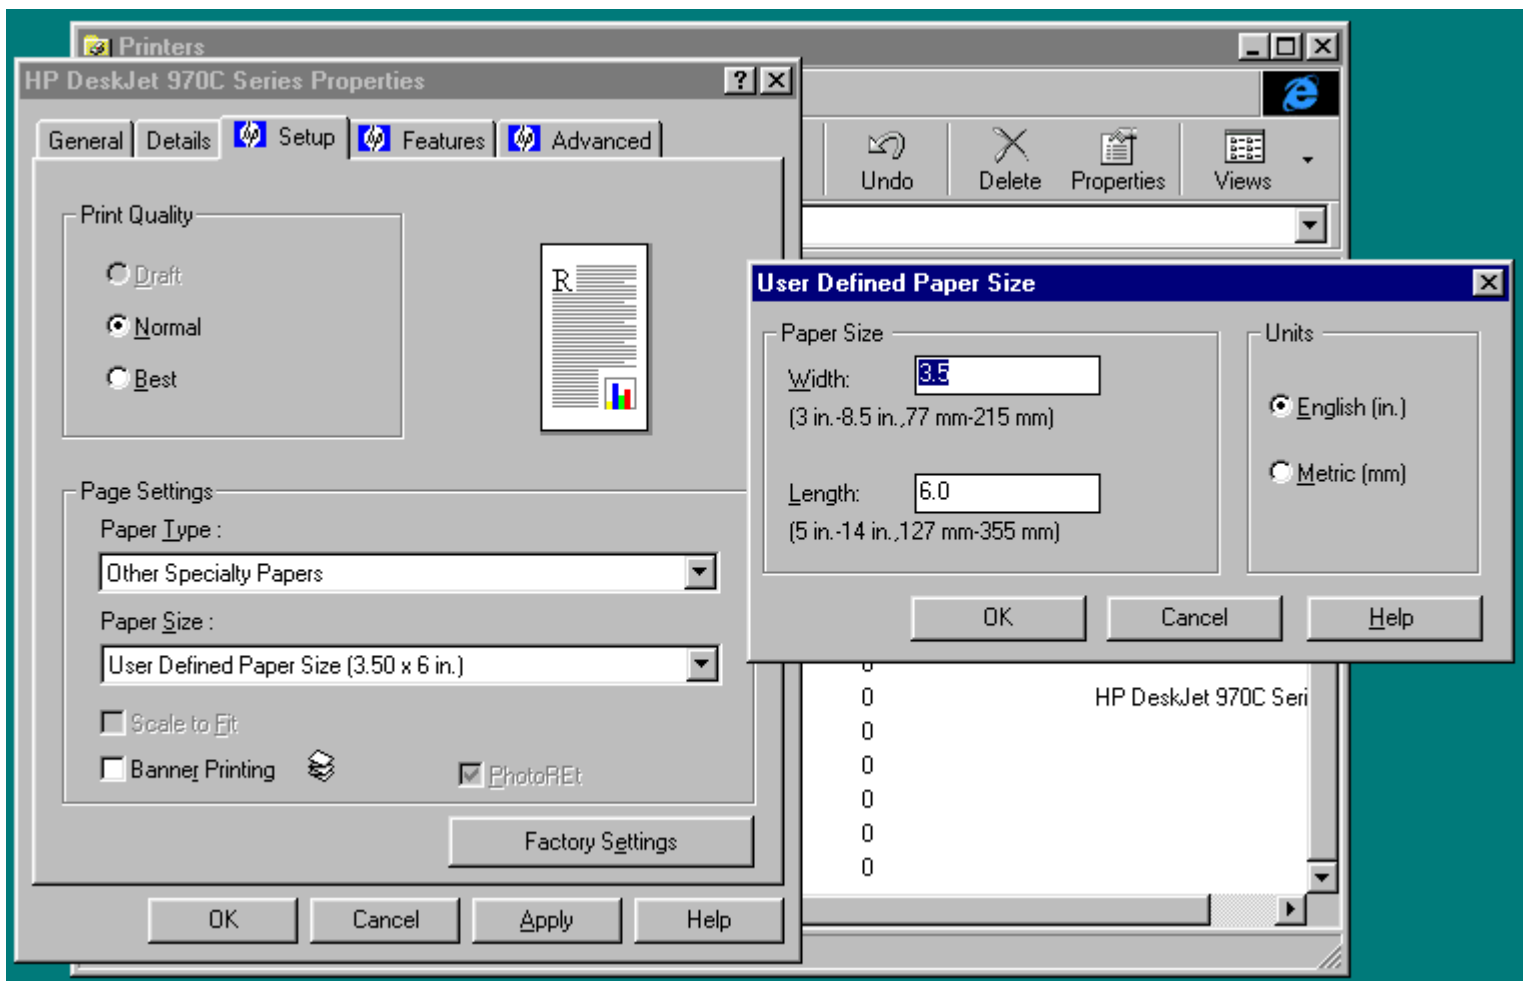 Printers
HP DeskJet 970C Series Properties
General Details Setup Features Advanced
Print Quality
Draft
Normal
Best
R
Page Settings
Paper Type :
Other Specialty Papers
Paper Size :
User Defined Paper Size (3.50 x 6 in.)
Scale to Fit
Banner Printing
PhotoREt
Factory Settings
OK Cancel Apply Help
Undo Delete Properties Views
User Defined Paper Size
Paper Size
Width: 3.5
(3 in.-8.5 in.,77 mm-215 mm)
Length: 6.0
(5 in.-14 in.,127 mm-355 mm)
Units
English (in.)
Metric (mm)
OK Cancel Help
0
0 HP DeskJet 970C Seri
0
0
0
0
0